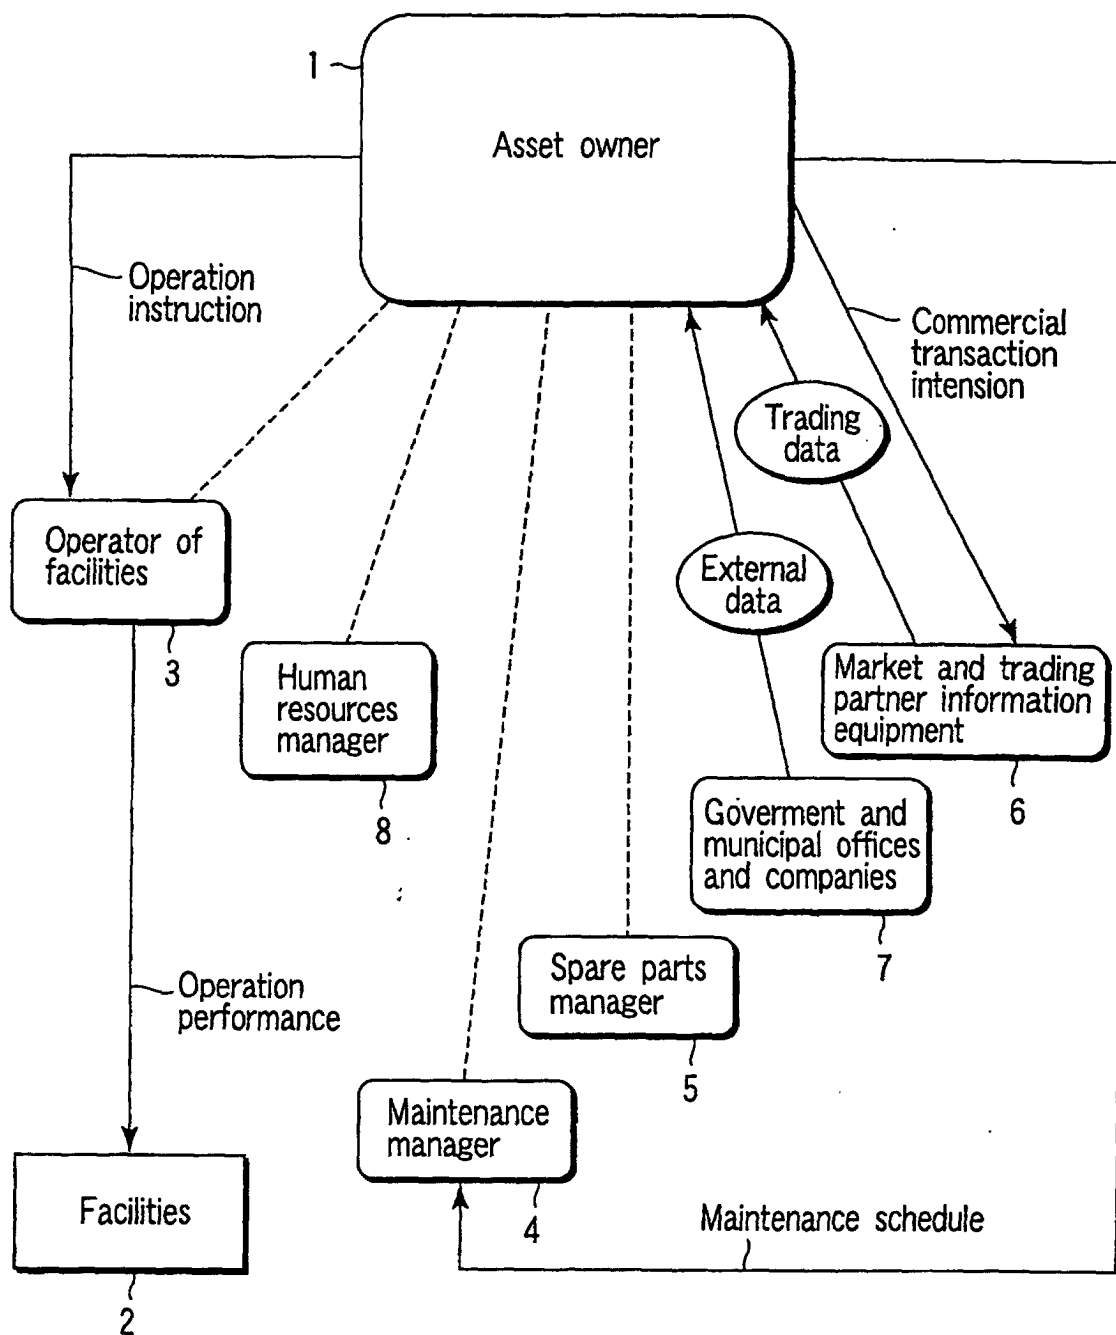 1
Asset owner
Operation
instruction
Commercial
transaction
intension
Trading
data
External
data
Operator of
facilities
3
Human
resources
manager
8
Market and trading
partner information
equipment
6
Goverment and
municipal offices
and companies
7
Spare parts
manager
5
Operation
performance
Maintenance
manager
4
Maintenance schedule
Facilities
2